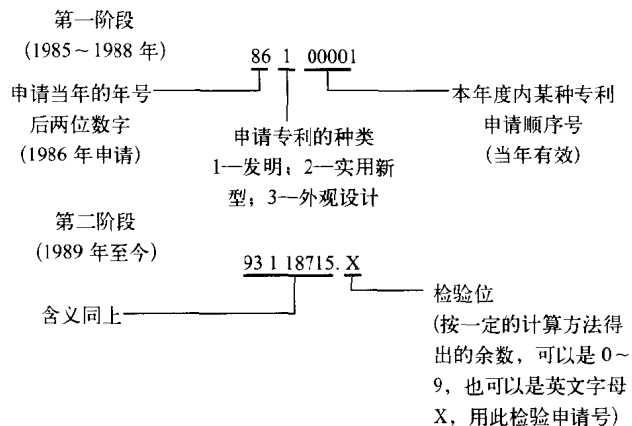 第一阶段
(1985~1988 年)
86 1 00001
申请当年的年号
后两位数字
(1986 年申请)
申请专利的种类
1—发明；2—实用新
型；3—外观设计
本年度内某种专利
申请顺序号
(当年有效)
第二阶段
(1989 年至今)
93 1 18715. X
含义同上
检验位
(按一定的计算方法得
出的余数，可以是 0~
9，也可以是英文字母
X，用此检验申请号)